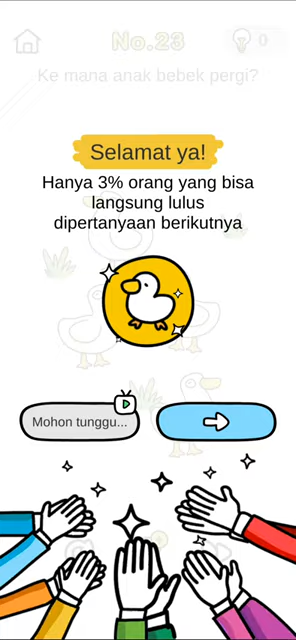 No.23
0
Ke mana anak bebek pergi?
Selamat ya!
Hanya 3% orang yang bisa
langsung lulus
dipertanyaan berikutnya
Mohon tunggu...